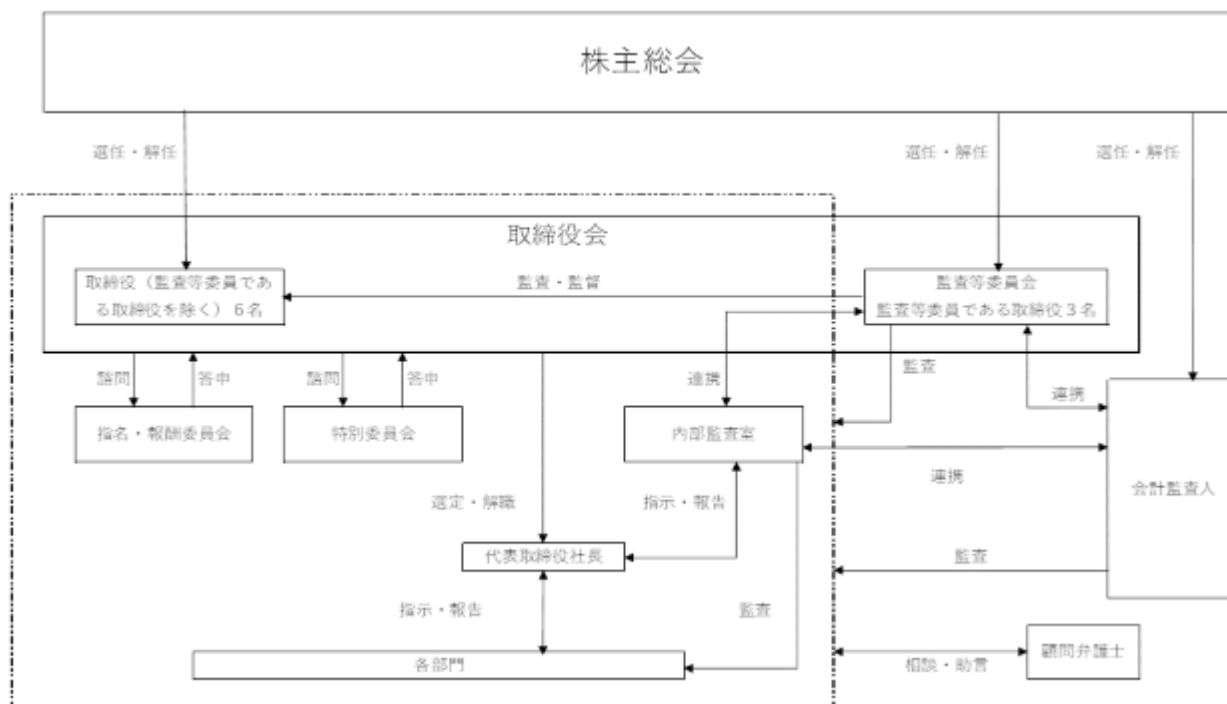 株主総会
選任・解任
選任・解任
選任・解任
取締役会
取締役（監査等委員であ
る取締役を除く）６名
監査・監督
監査等委員会
監査等委員である取締役３名
諮問
答申
諮問
答申
連携
監査
連携
指名・報酬委員会
特別委員会
内部監査室
連携
会計監査人
選定・解職
指示・報告
代表取締役社長
監査
指示・報告
監査
各部門
相談・助言
顧問弁護士